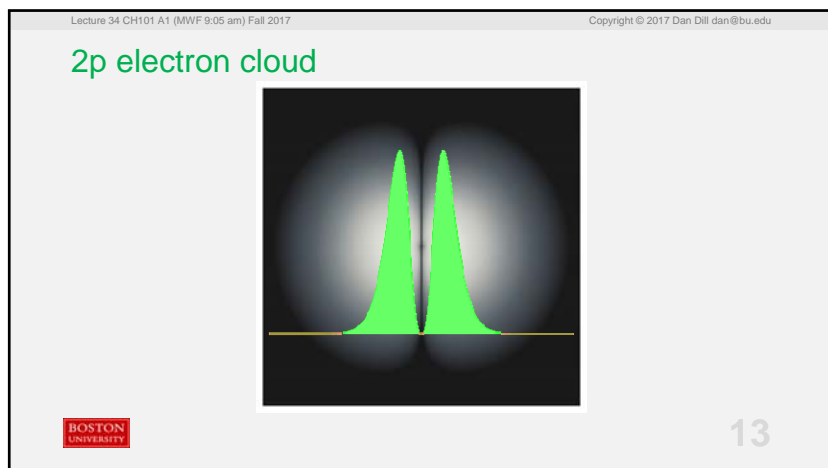 Lecture 34 CH101 A1 (MWF 9:05 am) Fall 2017 Copyright © 2017 Dan Dill dan@bu.edu
2p electron cloud
BOSTON
UNIVERSITY
13